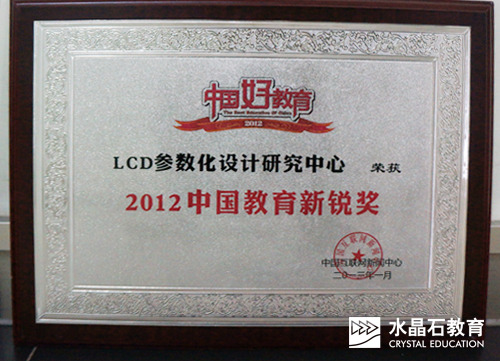 中国好教育
The Best Education Of China
2012
LCD参数化设计研究中心 荣获
2012中国教育新锐奖
中国互联网新闻中心
二〇一三年一月
水晶石教育
CRYSTAL EDUCATION